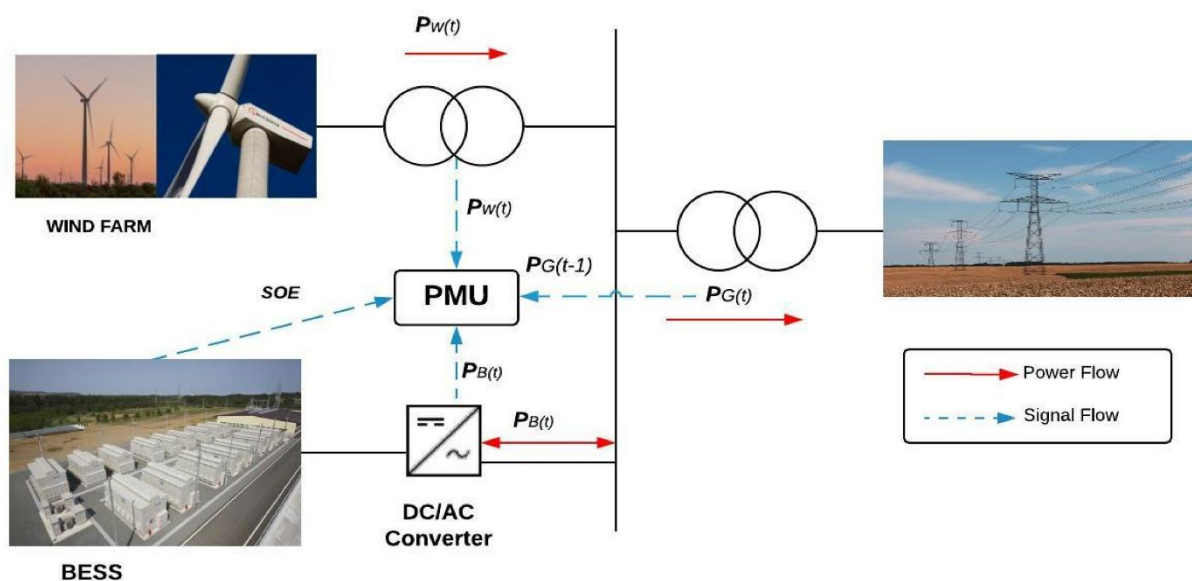 PW(t)
WIND FARM
PW(t)
PG(t-1)
SOE
PMU
PG(t)
PB(t)
PB(t)
Power Flow
Signal Flow
DC/AC
Converter
BESS